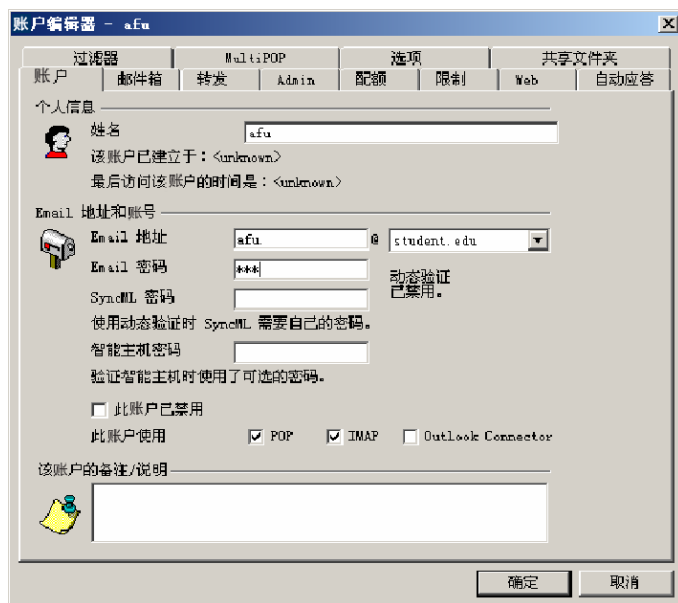 账户编辑器 - afu
过滤器 MultiPOP 选项 共享文件夹
账户 邮件箱 转发 Admin 配额 限制 Web 自动应答
个人信息
姓名 afu
该账户已建立于：<unknown>
最后访问该账户的时间是：<unknown>
Email 地址和账号
Email 地址 afu @ student.edu
Email 密码 ***
动态验证
已禁用。
SyncML 密码
使用动态验证时 SyncML 需要自己的密码。
智能主机密码
验证智能主机时使用了可选的密码。
此账户已禁用
此账户使用 POP IMAP Outlook Connector
该账户的备注/说明
确定 取消